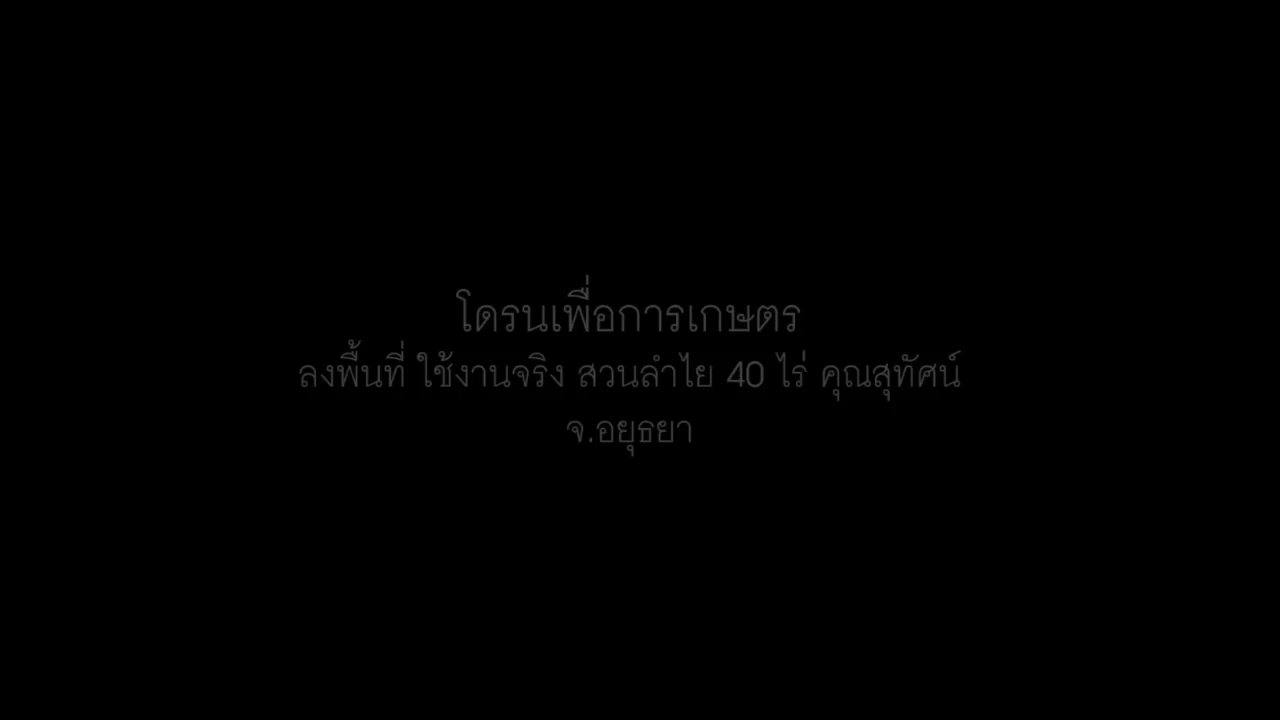 โดรนเพื่อการเกษตร
ลงพื้นที่ ใช้งานจริง สวนลำไย 40 ไร่ คุณสุทัศน์
จ.อยุธยา